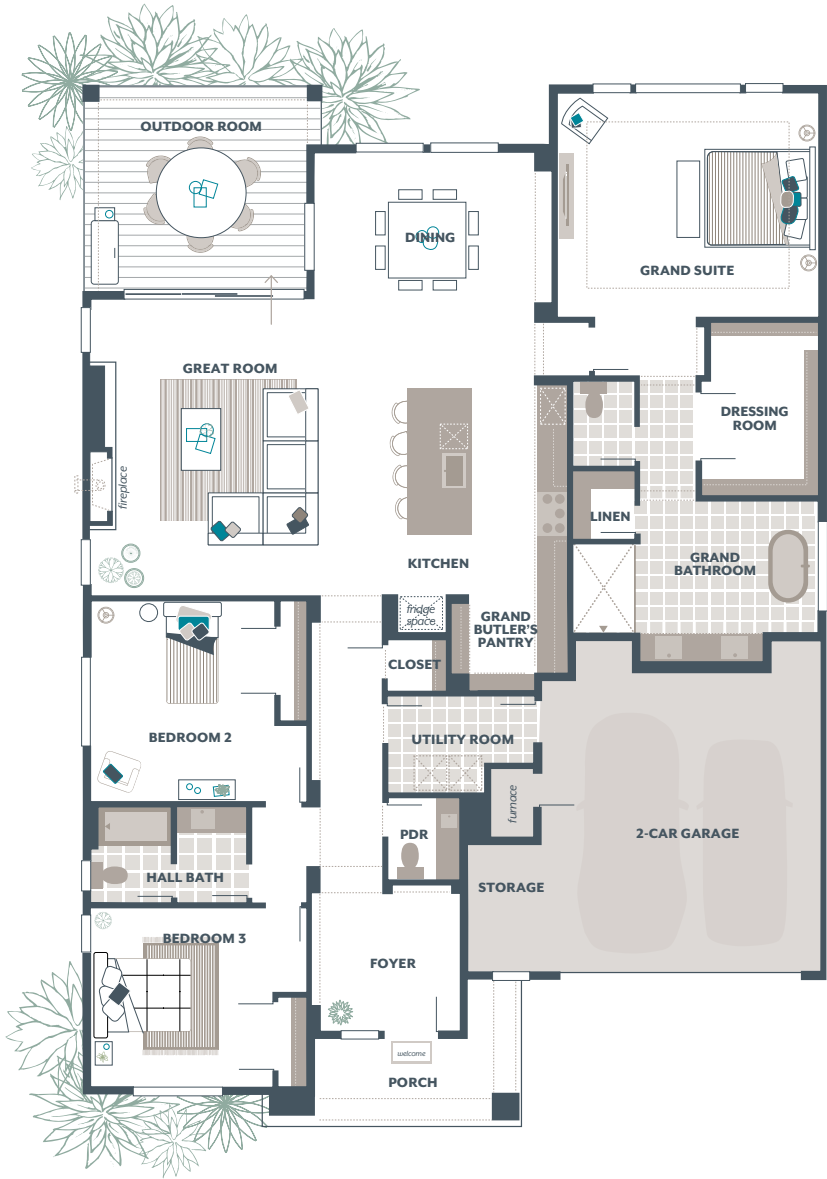 OUTDOOR ROOM
DINING
GRAND SUITE
GREAT ROOM
DRESSING
ROOM
fireplace
LINEN
KITCHEN
GRAND
BATHROOM
fridge
space
GRAND
BUTLER'S
PANTRY
CLOSET
BEDROOM 2
UTILITY ROOM
furnace
PDR
2-CAR GARAGE
HALL BATH
STORAGE
BEDROOM 3
FOYER
welcome
PORCH